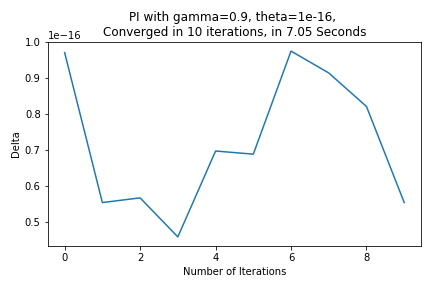 PI with gamma=0.9, theta=1e-16,
Converged in 10 iterations, in 7.05 Seconds
1e−16
1.0
0.9
0.8
0.7
0.6
0.5
Delta
0 2 4 6 8
Number of Iterations